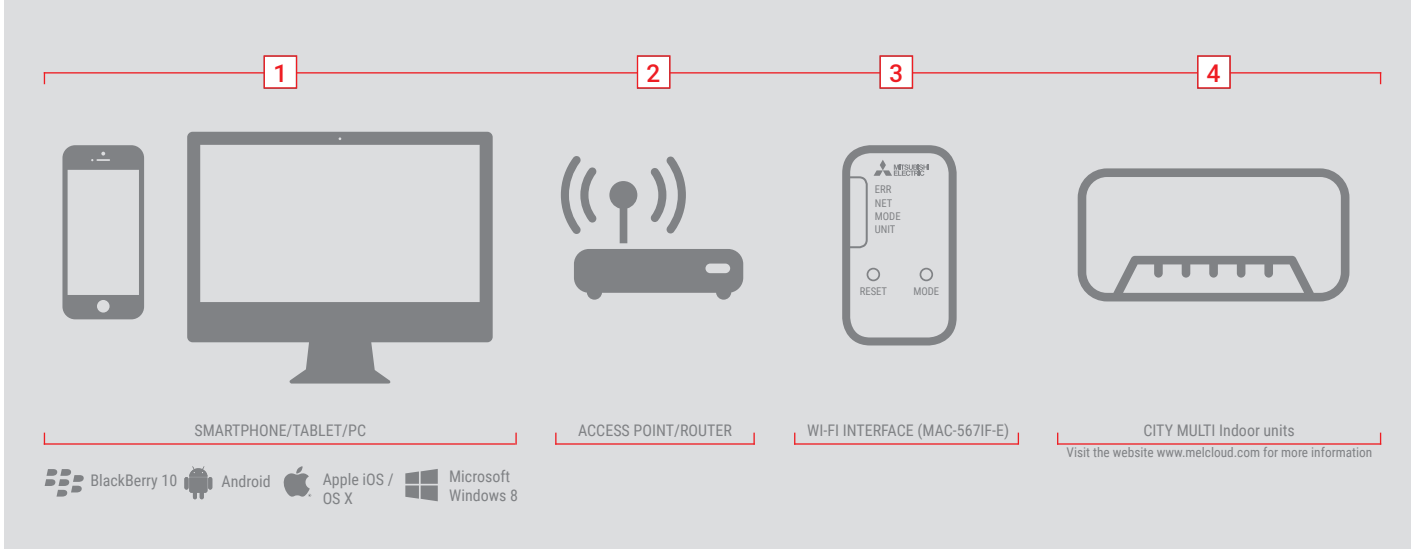 1
2
3
4
MITSUBISHI
ELECTRIC
ERR
NET
MODE
UNIT
RESET
MODE
SMARTPHONE/TABLET/PC
ACCESS POINT/ROUTER
WI-FI INTERFACE (MAC-567IF-E)
CITY MULTI Indoor units
Visit the website www.melcloud.com for more information
BlackBerry 10
Android
Apple iOS /
OS X
Microsoft
Windows 8